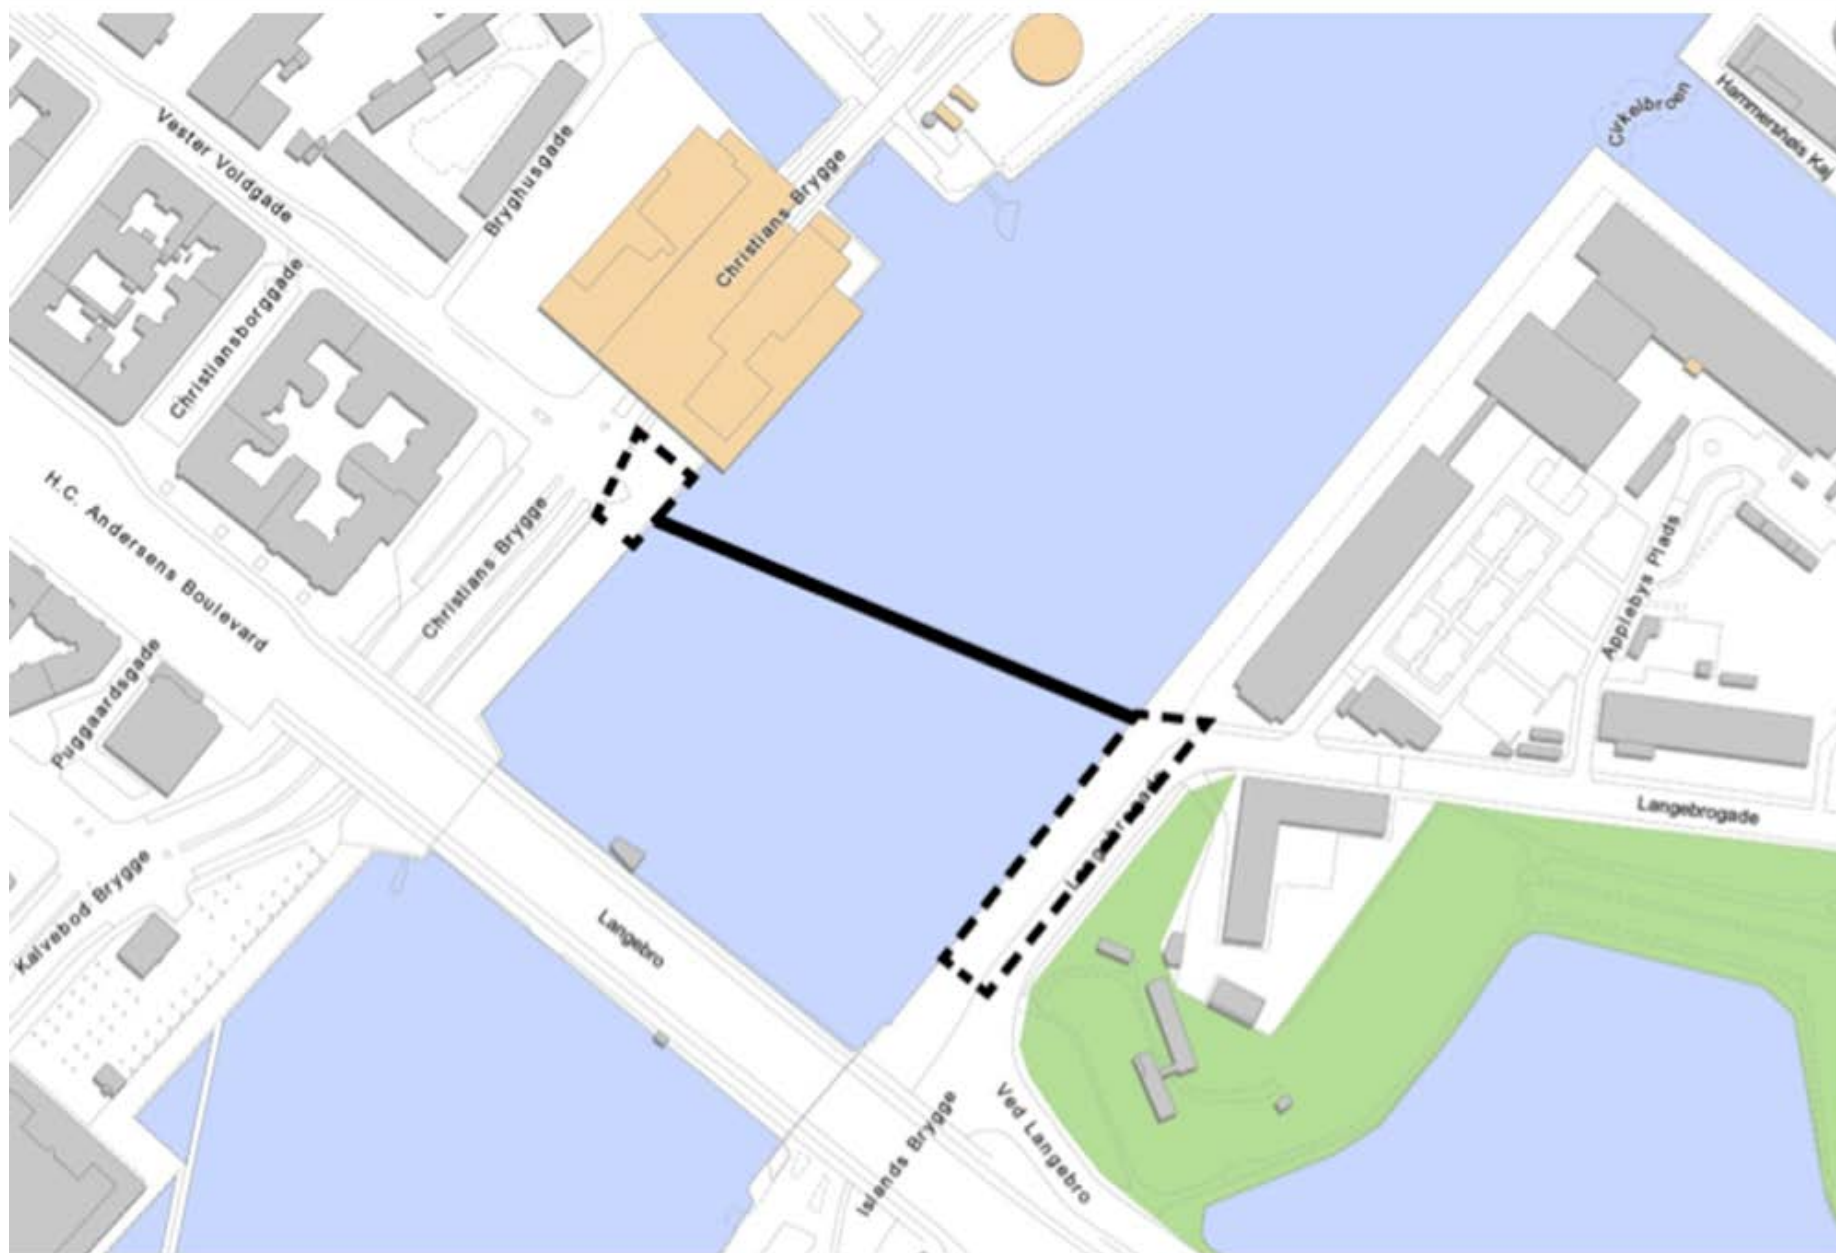 Vester Voldgade
Bryghusgade
Christians Brygge
Cirkelbroen
Hammershøis Kaj
Christiansborggade
H.C. Andersens Boulevard
Christians Brygge
Applebys Plads
Puggaardsgade
Langebrogade
Kalvebod Brygge
Langebro
Islands Brygge
Ved Langebro